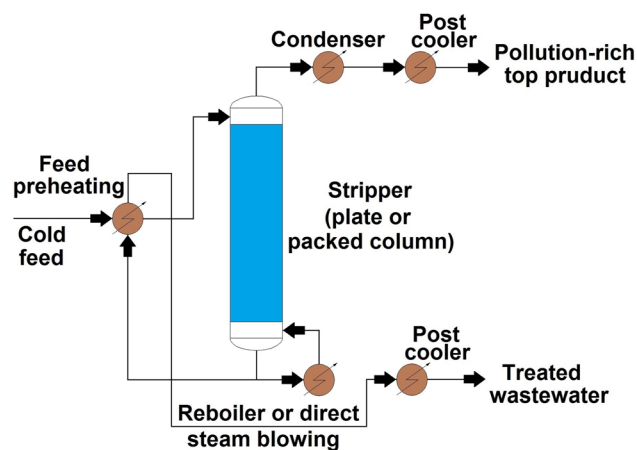 Condenser
Post
cooler
Pollution-rich
top pruduct
Feed
preheating
Cold
feed
Stripper
(plate or
packed column)
Post
cooler
Treated
wastewater
Reboiler or direct
steam blowing